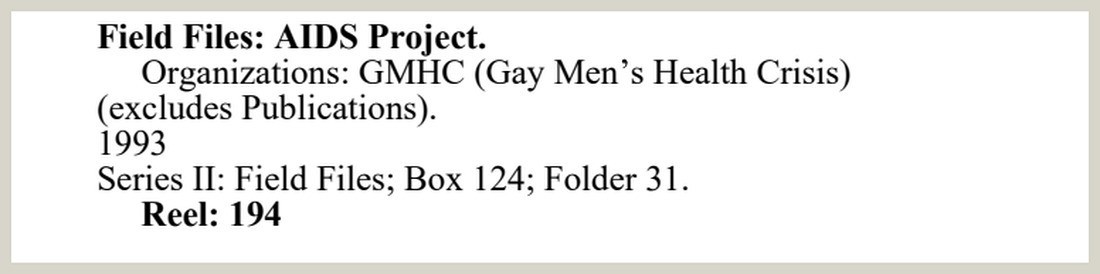 Field Files: AIDS Project.
Organizations: GMHC (Gay Men’s Health Crisis)
(excludes Publications).
1993
Series II: Field Files; Box 124; Folder 31.
Reel: 194